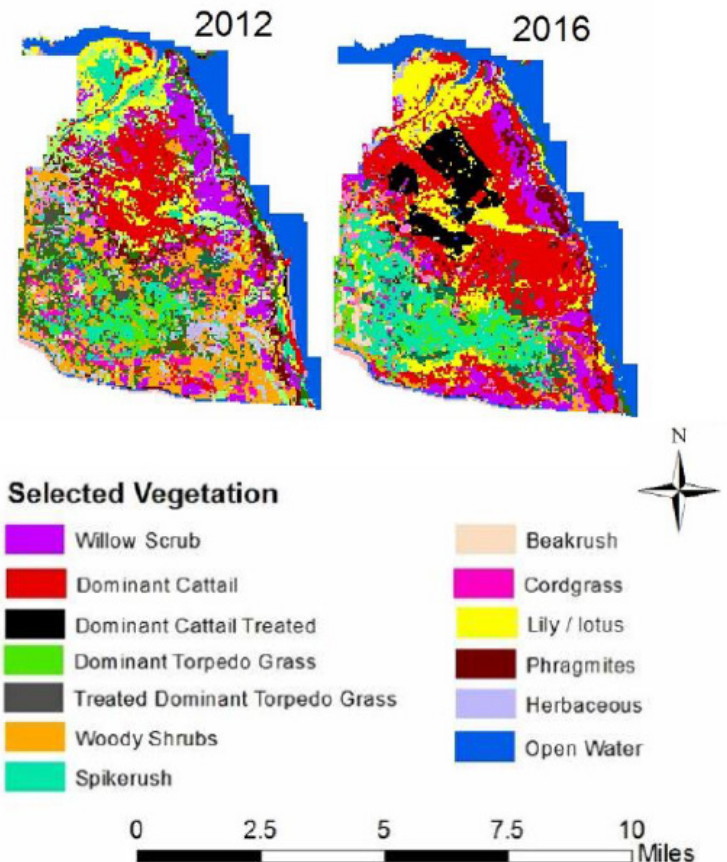 2012
2016
N
Selected Vegetation
Willow Scrub
Dominant Cattail
Dominant Cattail Treated
Dominant Torpedo Grass
Treated Dominant Torpedo Grass
Woody Shrubs
Spikerush
Beakrush
Cordgrass
Lily / lotus
Phragmites
Herbaceous
Open Water
0 2.5 5 7.5 10
Miles